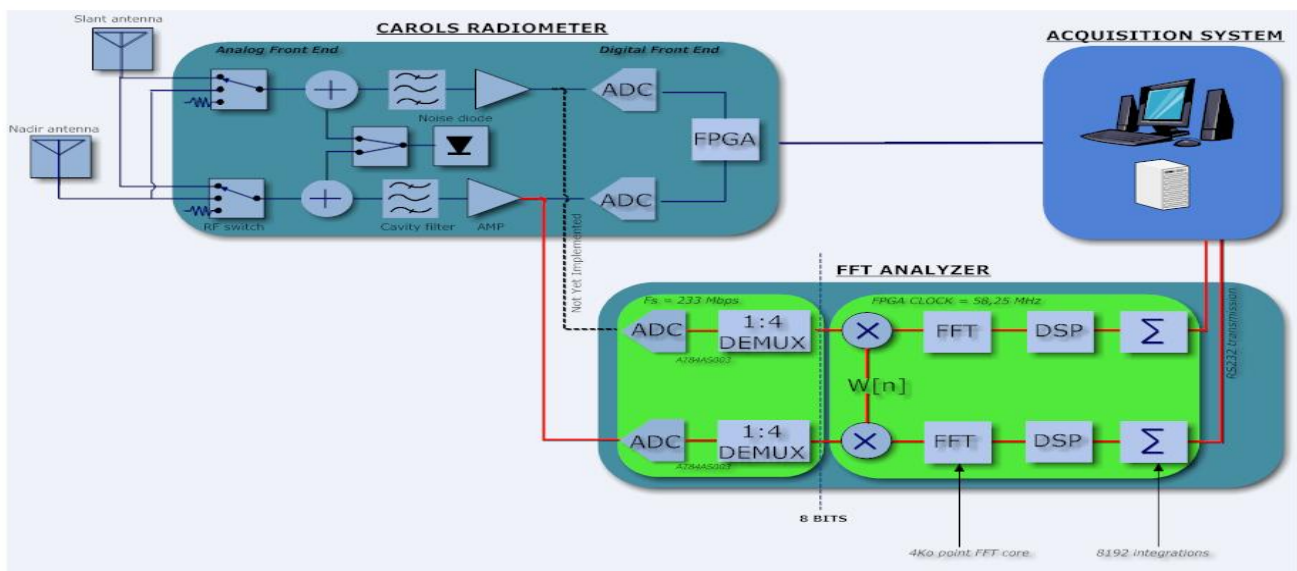 Slant antenna
CAROLS RADIOMETER
ACQUISITION SYSTEM
Analog Front End
Digital Front End
ADC
Noise diode
Nadir antenna
FPGA
ADC
RF switch
Cavity filter
AMP
Not Yet Implemented
FFT ANALYZER
Fs = 233 Mbps
FPGA CLOCK = 58,25 MHz
RS232 transmission
ADC
1:4
DEMUX
FFT
DSP
Σ
AT84AS003
W[n]
ADC
1:4
DEMUX
FFT
DSP
Σ
AT84AS003
8 BITS
4Ko point FFT core.
8192 integrations.